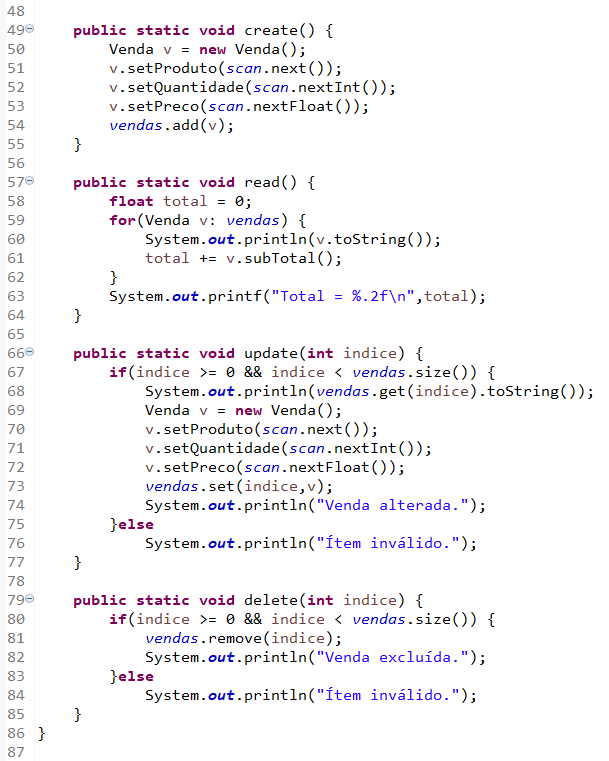 48
49 public static void create() {
50 Venda v = new Venda();
51 v.setProduto(scan.next());
52 v.setQuantidade(scan.nextInt());
53 v.setPreco(scan.nextFloat());
54 vendas.add(v);
55 }
56
57 public static void read() {
58 float total = 0;
59 for(Venda v: vendas) {
60 System.out.println(v.toString());
61 total += v.subTotal();
62 }
63 System.out.printf("Total = %.2f\n",total);
64 }
65
66 public static void update(int indice) {
67 if(indice >= 0 && indice < vendas.size()) {
68 System.out.println(vendas.get(indice).toString());
69 Venda v = new Venda();
70 v.setProduto(scan.next());
71 v.setQuantidade(scan.nextInt());
72 v.setPreco(scan.nextFloat());
73 vendas.set(indice,v);
74 System.out.println("Venda alterada.");
75 }else
76 System.out.println("Ítem inválido.");
77 }
78
79 public static void delete(int indice) {
80 if(indice >= 0 && indice < vendas.size()) {
81 vendas.remove(indice);
82 System.out.println("Venda excluída.");
83 }else
84 System.out.println("Ítem inválido.");
85 }
86 }
87